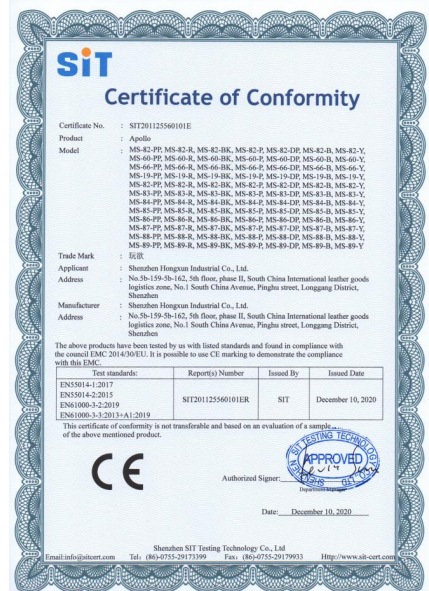 SiT
Certificate of Conformity
Certificate No. : SIT201125560101E
Product : Apollo
Model : MS-82-PP, MS-82-R, MS-82-BK, MS-82-P, MS-82-DP, MS-82-B, MS-82-Y,
MS-60-PP, MS-60-R, MS-60-BK, MS-60-P, MS-60-DP, MS-60-B, MS-60-Y,
MS-66-PP, MS-66-R, MS-66-BK, MS-66-P, MS-66-DP, MS-66-B, MS-66-Y,
MS-19-PP, MS-19-R, MS-19-BK, MS-19-P, MS-19-DP, MS-19-B, MS-19-Y,
MS-82-PP, MS-82-R, MS-82-BK, MS-82-P, MS-82-DP, MS-82-B, MS-82-Y,
MS-83-PP, MS-83-R, MS-83-BK, MS-83-P, MS-83-DP, MS-83-B, MS-83-Y,
MS-84-PP, MS-84-R, MS-84-BK, MS-84-P, MS-84-DP, MS-84-B, MS-84-Y,
MS-85-PP, MS-85-R, MS-85-BK, MS-85-P, MS-85-DP, MS-85-B, MS-85-Y,
MS-86-PP, MS-86-R, MS-86-BK, MS-86-P, MS-86-DP, MS-86-B, MS-86-Y,
MS-87-PP, MS-87-R, MS-87-BK, MS-87-P, MS-87-DP, MS-87-B, MS-87-Y,
MS-88-PP, MS-88-R, MS-88-BK, MS-88-P, MS-88-DP, MS-88-B, MS-88-Y,
MS-89-PP, MS-89-R, MS-89-BK, MS-89-P, MS-89-DP, MS-89-B, MS-89-Y
Trade Mark : 玩欲
Applicant : Shenzhen Hongxun Industrial Co., Ltd.
Address : No.5b-159-5b-162, 5th floor, phase II, South China International leather goods
logistics zone, No.1 South China Avenue, Pinghu street, Longgang District,
Shenzhen
Manufacturer : Shenzhen Hongxun Industrial Co., Ltd.
Address : No.5b-159-5b-162, 5th floor, phase II, South China International leather goods
logistics zone, No.1 South China Avenue, Pinghu street, Longgang District,
Shenzhen
The above products have been tested by us with listed standards and found in compliance with
the council EMC 2014/30/EU. It is possible to use CE marking to demonstrate the compliance
with this EMC.
Test standards: Report(s) Number Issued By Issued Date
EN55014-1:2017
EN55014-2:2015
EN61000-3-2:2019
EN61000-3-3:2013+A1:2019
SIT201125560101ER SIT December 10, 2020
This certificate of conformity is not transferable and based on an evaluation of a sample
of the above mentioned product.
CE
APPROVED
Authorized Signer:
Department Manager
Date: December 10, 2020
Shenzhen SIT Testing Technology Co., Ltd
Email:info@sitcert.com Tel: (86)-0755-29173399 Fax: (86)-0755-29179933 Http://www.sit-cert.com